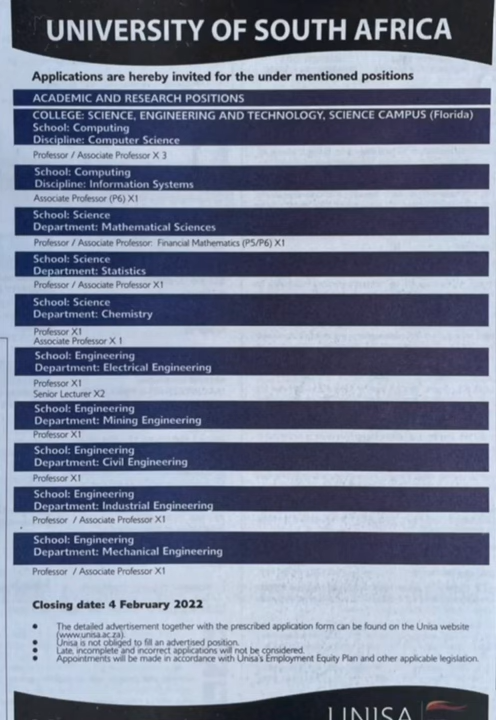 UNIVERSITY OF SOUTH AFRICA
Applications are hereby invited for the under mentioned positions
ACADEMIC AND RESEARCH POSITIONS
COLLEGE: SCIENCE, ENGINEERING AND TECHNOLOGY, SCIENCE CAMPUS (Florida)
School: Computing
Discipline: Computer Science
Professor / Associate Professor X 3
School: Computing
Discipline: Information Systems
Associate Professor (P6) X1
School: Science
Department: Mathematical Sciences
Professor / Associate Professor: Financial Mathematics (P5/P6) X1
School: Science
Department: Statistics
Professor / Associate Professor X1
School: Science
Department: Chemistry
Professor X1
Associate Professor X 1
School: Engineering
Department: Electrical Engineering
Professor X1
Senior Lecturer X2
School: Engineering
Department: Mining Engineering
Professor X1
School: Engineering
Department: Civil Engineering
Professor X1
School: Engineering
Department: Industrial Engineering
Professor / Associate Professor X1
School: Engineering
Department: Mechanical Engineering
Professor / Associate Professor X1
Closing date: 4 February 2022
• The detailed advertisement together with the prescribed application form can be found on the Unisa website
(www.unisa.ac.za).
• Unisa is not obliged to fill an advertised position.
• Late, incomplete and incorrect applications will not be considered.
• Appointments will be made in accordance with Unisa's Employment Equity Plan and other applicable legislation.
UNISA